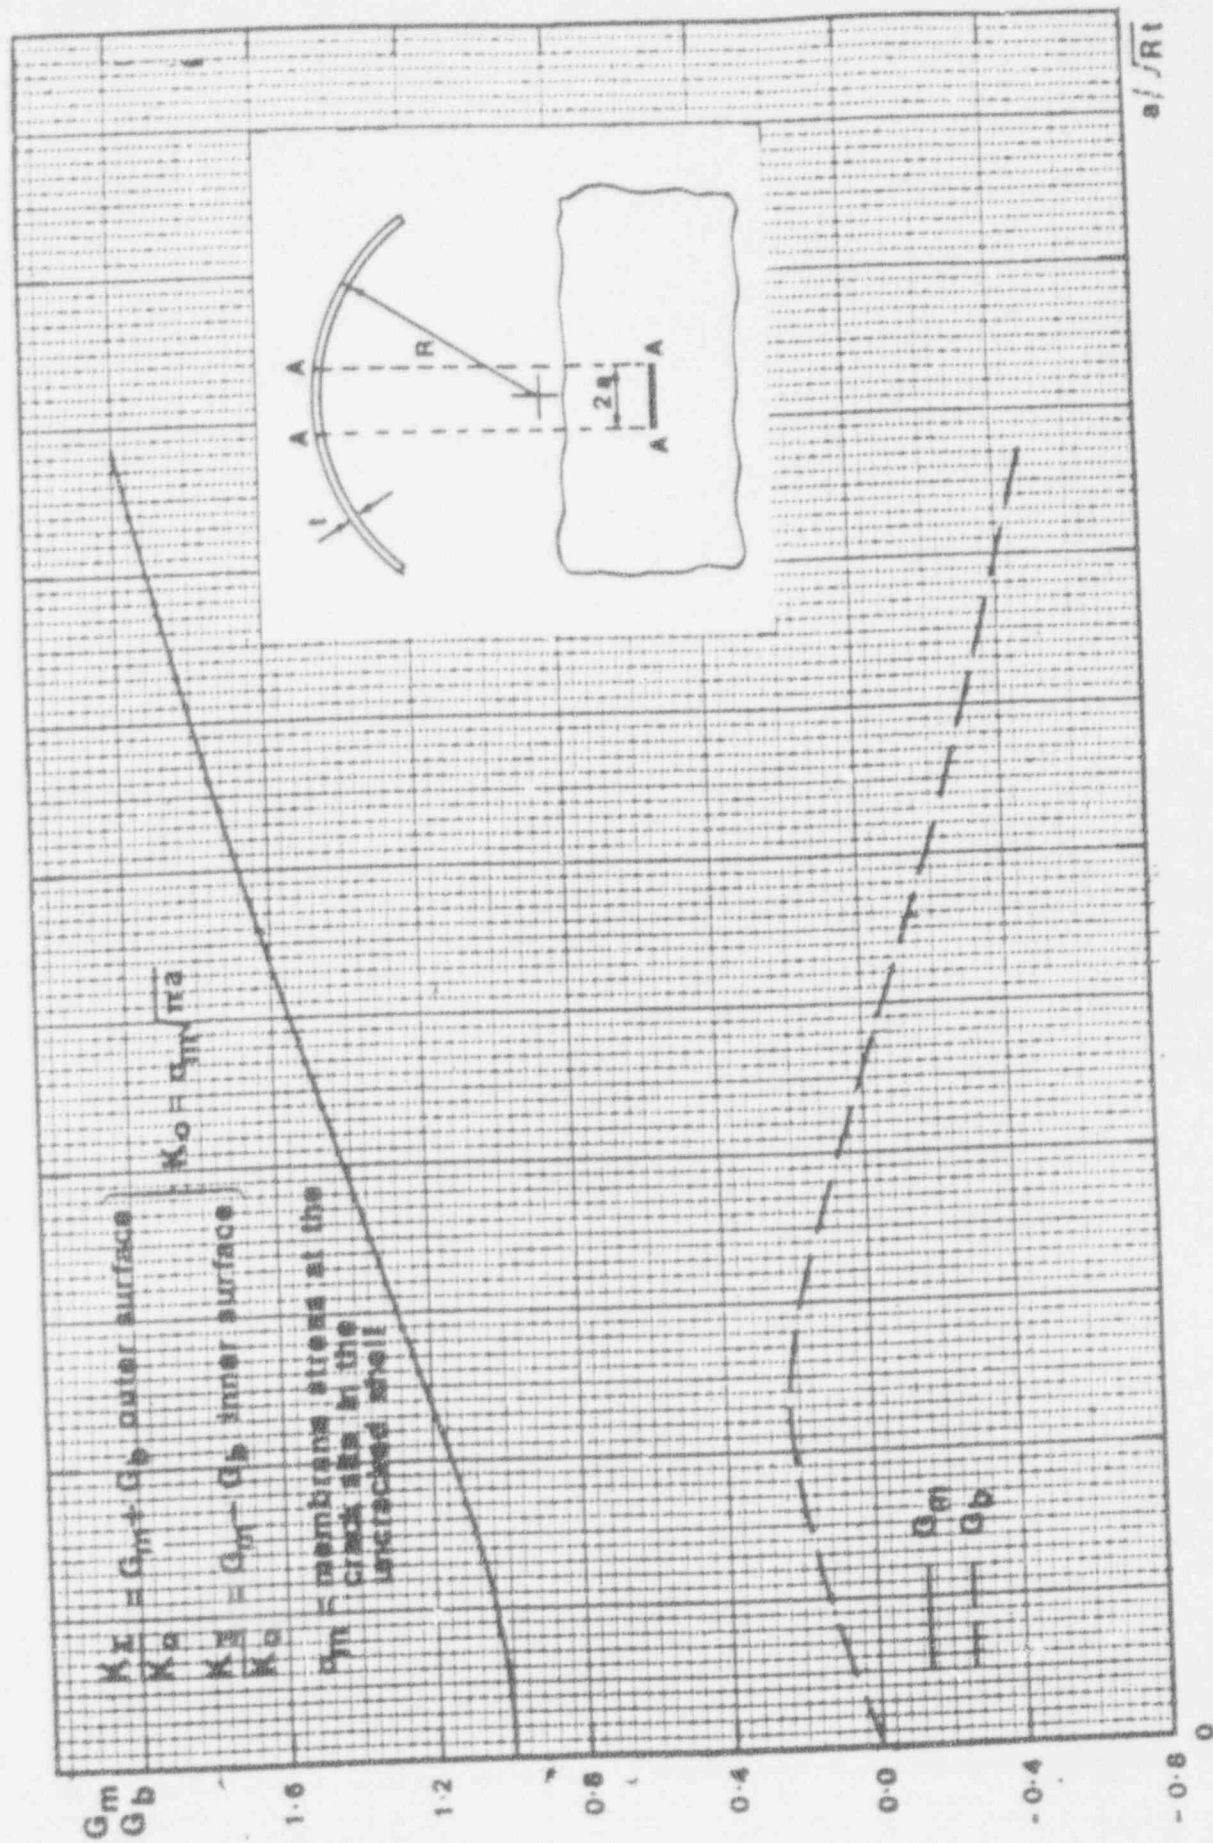 G_m
G_b
K_I/K_o = G_m + G_b outer surface
K_I/K_o = G_m - G_b inner surface
K_o = σ_m√πa
σ_m = membrane stress at the
crack site in the
uncracked shell
A A
t
R
2a
A A
1·6
1·2
0·8
0·4
0·0
-0·4
-0·8
G_m
G_b
0
a/√Rt